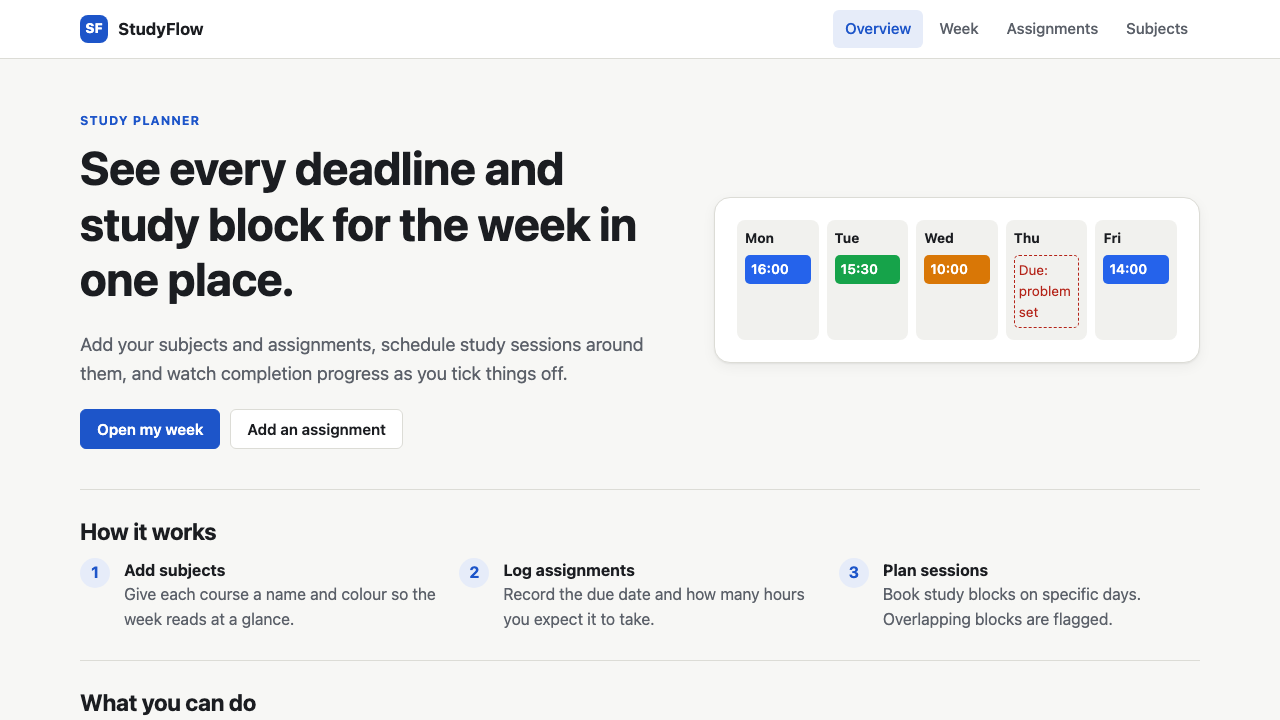 SF StudyFlow
Overview Week Assignments Subjects
STUDY PLANNER
See every deadline and
study block for the week in
one place.
Add your subjects and assignments, schedule study sessions around
them, and watch completion progress as you tick things off.
Open my week Add an assignment
Mon Tue Wed Thu Fri
16:00 15:30 10:00 Due: 14:00
problem
set
How it works
1 Add subjects
Give each course a name and colour so the
week reads at a glance.
2 Log assignments
Record the due date and how many hours
you expect it to take.
3 Plan sessions
Book study blocks on specific days.
Overlapping blocks are flagged.
What you can do